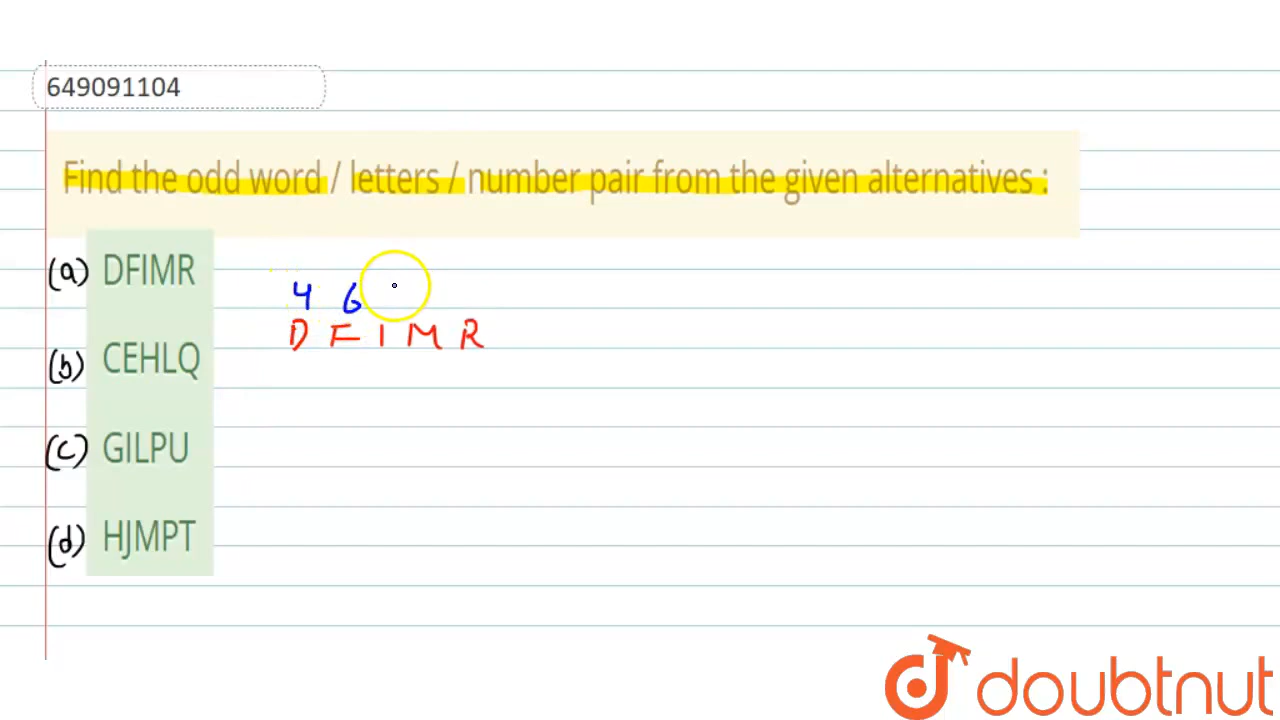 649091104
Find the odd word / letters / number pair from the given alternatives :
(a) DFIMR
4 6
D F I M R
(b) CEHLQ
(c) GILPU
(d) HJMPT
doubtnut